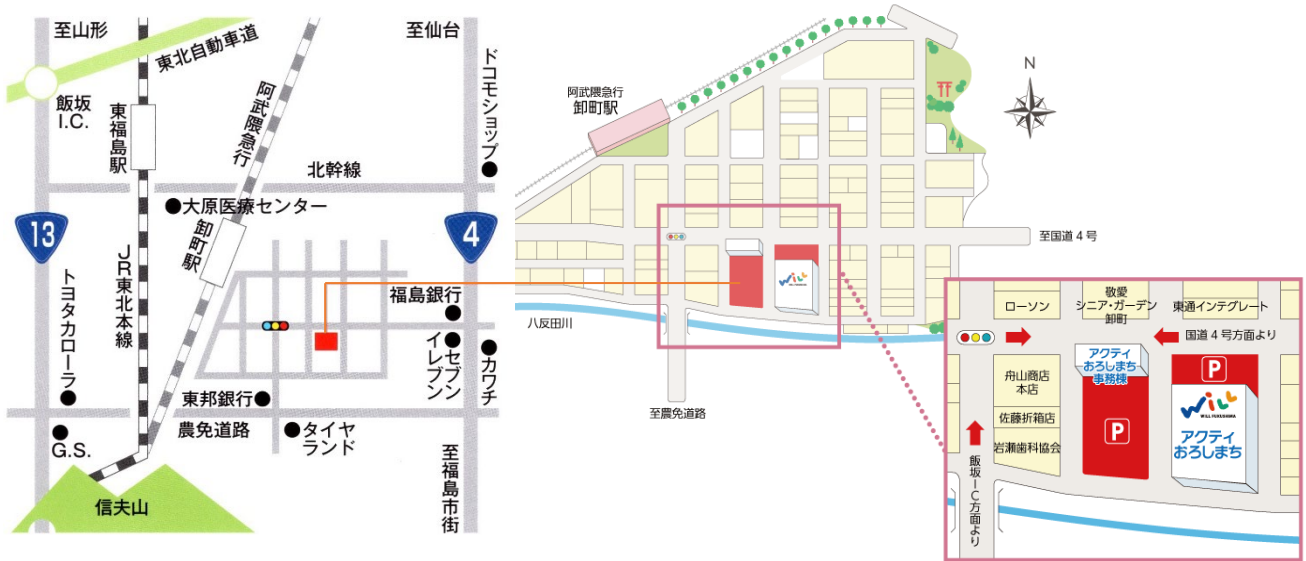 至山形
東北自動車道
至仙台
飯坂
I.C.
東福島駅
阿武隈急行
ドコモショップ
北幹線
大原医療センター
13
4
卸町駅
JR東北本線
トヨタカローラ
福島銀行
セブン
イレブン
カワチ
東邦銀行
農免道路
タイヤ
ランド
G.S.
信夫山
至福島市街
阿武隈急行
卸町駅
N
至国道4号
Will
八反田川
至農免道路
ローソン
敬愛
シニア・ガーデン
卸町
東通インテグレート
国道4号方面より
アクティ
おろしまち
事務棟
P
舟山商店
本店
佐藤折箱店
岩瀬歯科協会
P
Will
WILL FUKUSHIMA
アクティ
おろしまち
飯坂IC方面より